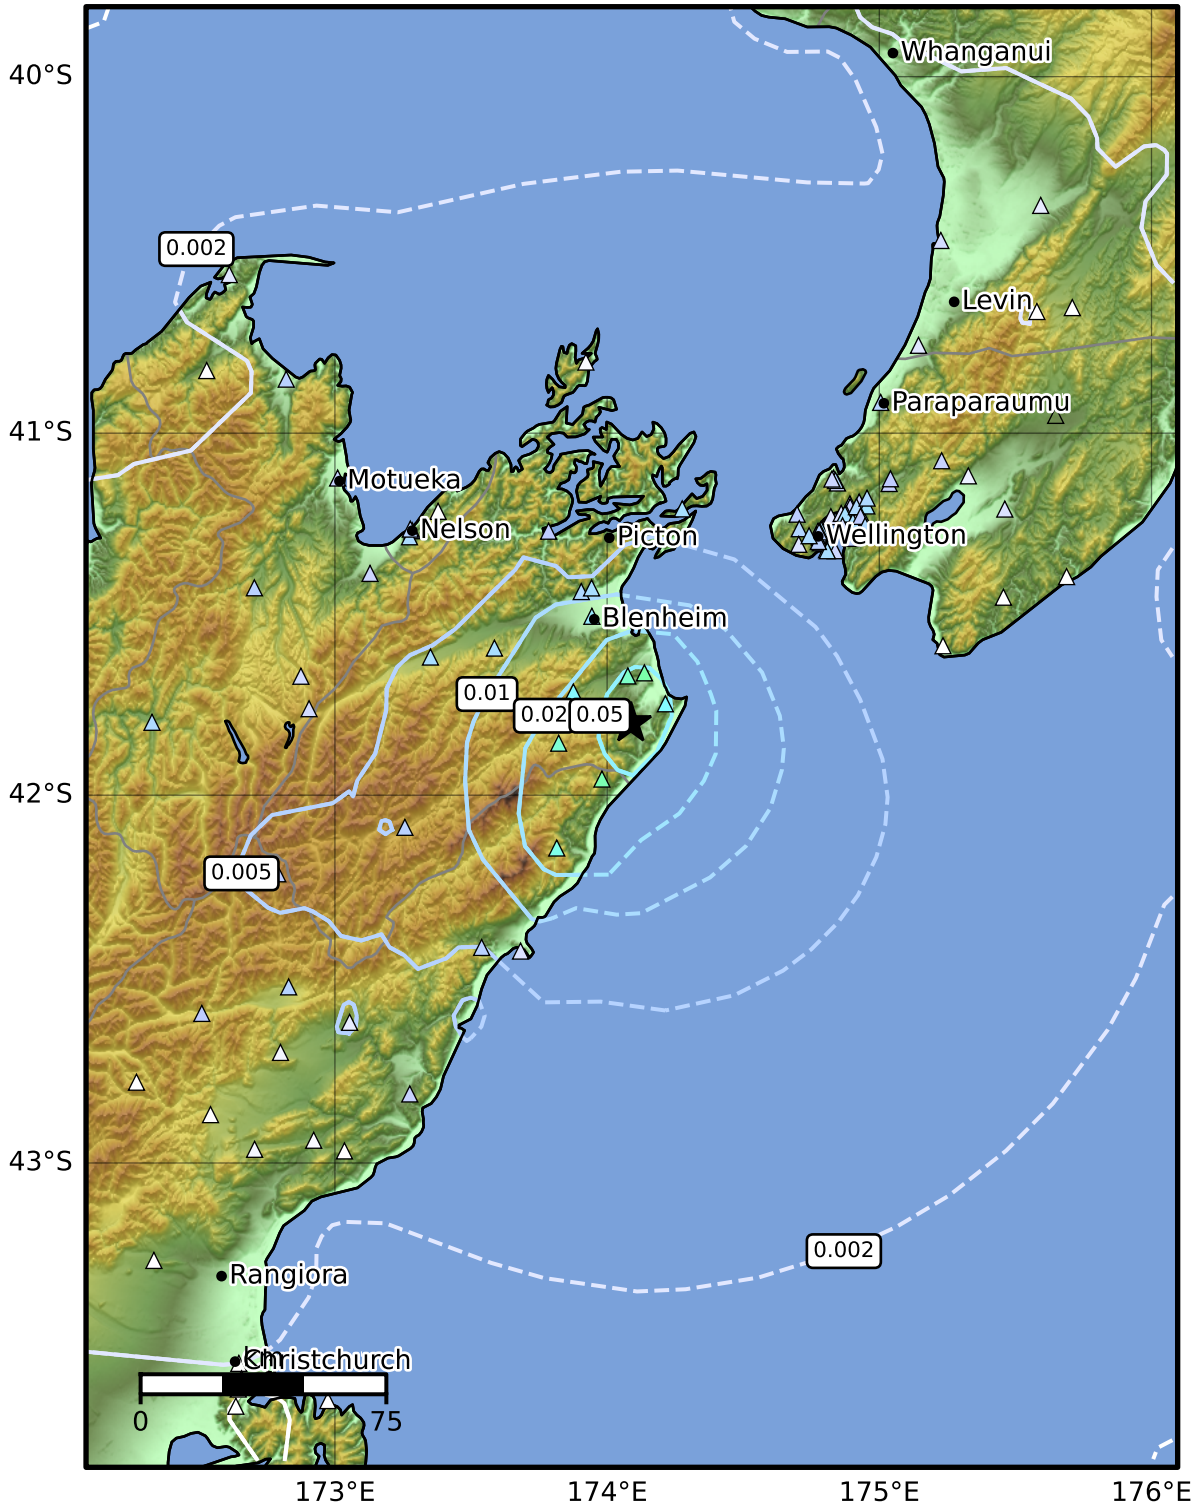 Whanganui
40°S
0.002
Levin
Paraparaumu
41°S
Motueka
Nelson
Picton
Wellington
Blenheim
0.01
0.02
0.05
42°S
0.005
43°S
0.002
Rangiora
km
Christchurch
0
75
173°E
174°E
175°E
176°E